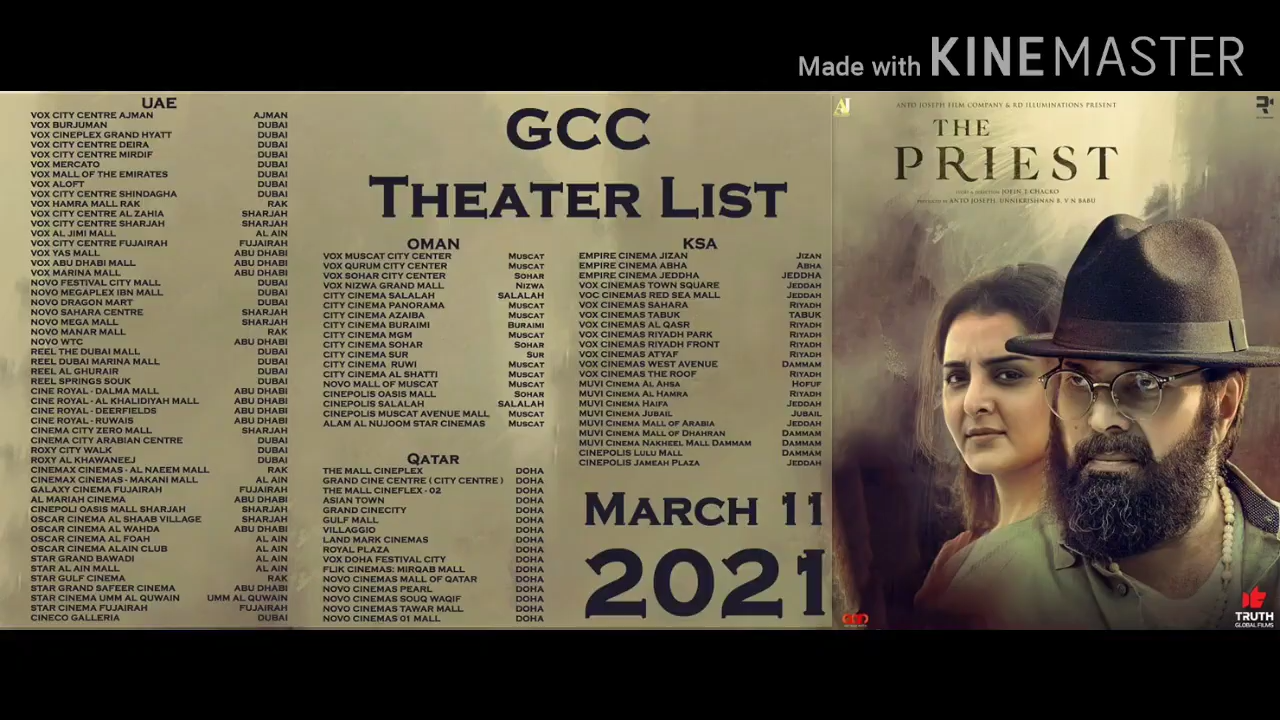 Made with KINEMASTER
UAE
VOX CITY CENTRE AJMAN AJMAN
VOX BURJUMAN DUBAI
VOX CINEPLEX GRAND HYATT DUBAI
VOX CITY CENTRE DEIRA DUBAI
VOX CITY CENTRE MIRDIF DUBAI
VOX MERCATO DUBAI
VOX MALL OF THE EMIRATES DUBAI
VOX ALOFT DUBAI
VOX CITY CENTRE SHINDAGHA DUBAI
VOX HAMRA MALL RAK RAK
VOX CITY CENTRE AL ZAHIA SHARJAH
VOX CITY CENTRE SHARJAH SHARJAH
VOX AL JIMI MALL AL AIN
VOX CITY CENTRE FUJAIRAH FUJAIRAH
VOX YAS MALL ABU DHABI
VOX ABU DHABI MALL ABU DHABI
VOX MARINA MALL ABU DHABI
NOVO FESTIVAL CITY MALL DUBAI
NOVO MEGAPLEX IBN MALL DUBAI
NOVO DRAGON MART DUBAI
NOVO SAHARA CENTRE SHARJAH
NOVO MEGA MALL SHARJAH
NOVO MANAR MALL RAK
NOVO WTC ABU DHABI
REEL THE DUBAI MALL DUBAI
REEL DUBAI MARINA MALL DUBAI
REEL AL GHURAIR DUBAI
REEL SPRINGS SOUK DUBAI
CINE ROYAL - DALMA MALL ABU DHABI
CINE ROYAL - AL KHALIDIYAH MALL ABU DHABI
CINE ROYAL - DEERFIELDS ABU DHABI
CINE ROYAL - RUWAIS ABU DHABI
CINEMA CITY ZERO MALL SHARJAH
CINEMA CITY ARABIAN CENTRE DUBAI
ROXY CITY WALK DUBAI
ROXY AL KHAWANEEJ DUBAI
CINEMAX CINEMAS - AL NAEEM MALL RAK
CINEMAX CINEMAS - MAKANI MALL AL AIN
GALAXY CINEMA FUJAIRAH FUJAIRAH
AL MARIAH CINEMA ABU DHABI
CINEPOLI OASIS MALL SHARJAH SHARJAH
OSCAR CINEMA AL SHAAB VILLAGE SHARJAH
OSCAR CINEMA AL WAHDA ABU DHABI
OSCAR CINEMA AL FOAH AL AIN
OSCAR CINEMA ALAIN CLUB AL AIN
STAR GRAND BAWADI AL AIN
STAR AL AIN MALL AL AIN
STAR GULF CINEMA RAK
STAR GRAND SAFEER CINEMA ABU DHABI
STAR CINEMA UMM AL QUWAIN UMM AL QUWAIN
STAR CINEMA FUJAIRAH FUJAIRAH
CINECO GALLERIA DUBAI
GCC
THEATER LIST
OMAN
VOX MUSCAT CITY CENTER MUSCAT
VOX QURUM CITY CENTER MUSCAT
VOX SOHAR CITY CENTER SOHAR
VOX NIZWA GRAND MALL NIZWA
CITY CINEMA SALALAH SALALAH
CITY CINEMA PANORAMA MUSCAT
CITY CINEMA AZAIBA MUSCAT
CITY CINEMA BURAIMI BURAIMI
CITY CINEMA MGM MUSCAT
CITY CINEMA SOHAR SOHAR
CITY CINEMA SUR SUR
CITY CINEMA RUWI MUSCAT
CITY CINEMA AL SHATTI MUSCAT
NOVO MALL OF MUSCAT MUSCAT
CINEPOLIS OASIS MALL SOHAR
CINEPOLIS SALALAH SALALAH
CINEPOLIS MUSCAT AVENUE MALL MUSCAT
ALAM AL NUJOOM STAR CINEMAS MUSCAT
QATAR
THE MALL CINEPLEX DOHA
GRAND CINE CENTRE ( CITY CENTRE ) DOHA
THE MALL CINEFLEX - 02 DOHA
ASIAN TOWN DOHA
GRAND CINECITY DOHA
GULF MALL DOHA
VILLAGGIO DOHA
LAND MARK CINEMAS DOHA
ROYAL PLAZA DOHA
VOX DOHA FESTIVAL CITY DOHA
FLIK CINEMAS: MIRQAB MALL DOHA
NOVO CINEMAS MALL OF QATAR DOHA
NOVO CINEMAS PEARL DOHA
NOVO CINEMAS SOUQ WAQIF DOHA
NOVO CINEMAS TAWAR MALL DOHA
NOVO CINEMAS 01 MALL DOHA
KSA
EMPIRE CINEMA JIZAN JIZAN
EMPIRE CINEMA ABHA ABHA
EMPIRE CINEMA JEDDHA JEDDHA
VOX CINEMAS TOWN SQUARE JEDDAH
VOC CINEMAS RED SEA MALL JEDDAH
VOX CINEMAS SAHARA RIYADH
VOX CINEMAS TABUK TABUK
VOX CINEMAS AL QASR RIYADH
VOX CINEMAS RIYADH PARK RIYADH
VOX CINEMAS RIYADH FRONT RIYADH
VOX CINEMAS ATYAF RIYADH
VOX CINEMAS WEST AVENUE DAMMAM
VOX CINEMAS THE ROOF RIYADH
MUVI CINEMA AL AHSA HOFUF
MUVI CINEMA AL HAMRA RIYADH
MUVI CINEMA HAIFA JEDDAH
MUVI CINEMA JUBAIL JUBAIL
MUVI CINEMA MALL OF ARABIA JEDDAH
MUVI CINEMA MALL OF DHAHRAN DAMMAM
MUVI CINEMA NAKHEEL MALL DAMMAM DAMMAM
CINEPOLIS LULU MALL DAMMAM
CINEPOLIS JAMEAH PLAZA JEDDAH
MARCH 11
2021
AJ
ANTO JOSEPH FILM COMPANY & RD ILLUMINATIONS PRESENT
THE
PRIEST
JOFIN T CHACKO
PRODUCED BY ANTO JOSEPH, UNNIKRISHNAN B, V N BABU
TRUTH
GLOBAL FILMS